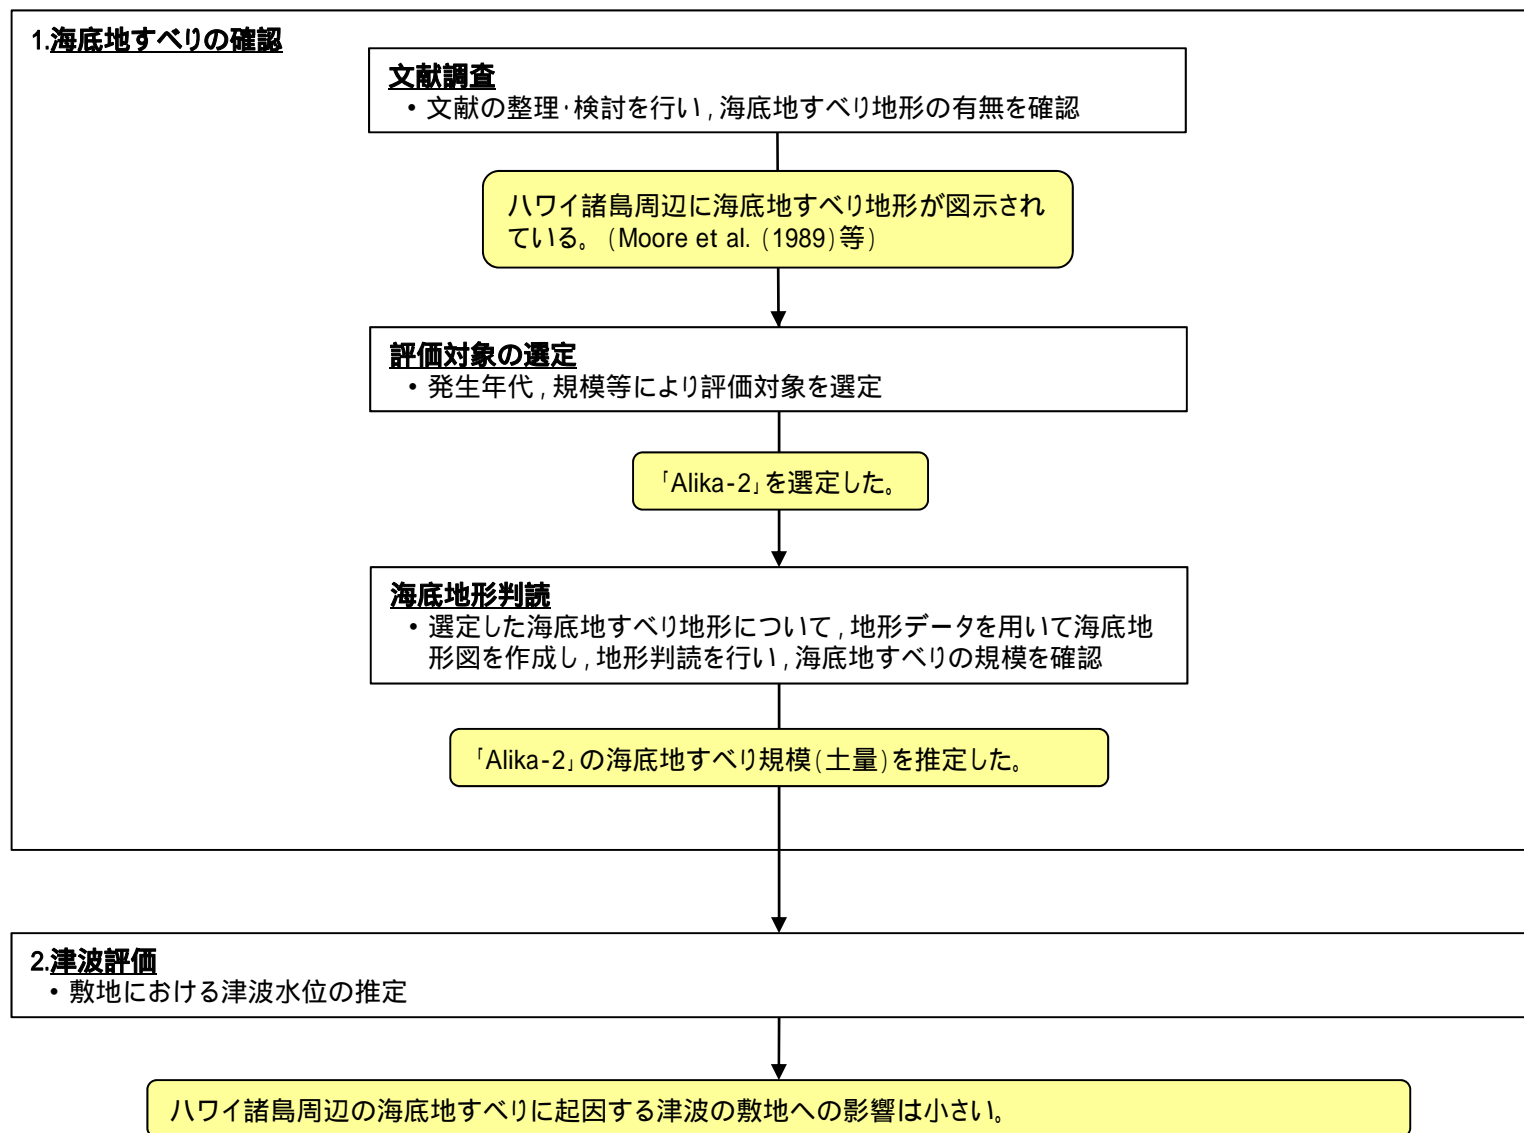 1.海底地すべりの確認
文献調査
・文献の整理・検討を行い,海底地すべり地形の有無を確認
ハワイ諸島周辺に海底地すべり地形が図示され
ている。(Moore et al. (1989)等)
評価対象の選定
・発生年代,規模等により評価対象を選定
「Alika-2」を選定した。
海底地形判読
・選定した海底地すべり地形について,地形データを用いて海底地
形図を作成し,地形判読を行い,海底地すべりの規模を確認
「Alika-2」の海底地すべり規模(土量)を推定した。
2.津波評価
・敷地における津波水位の推定
ハワイ諸島周辺の海底地すべりに起因する津波の敷地への影響は小さい。